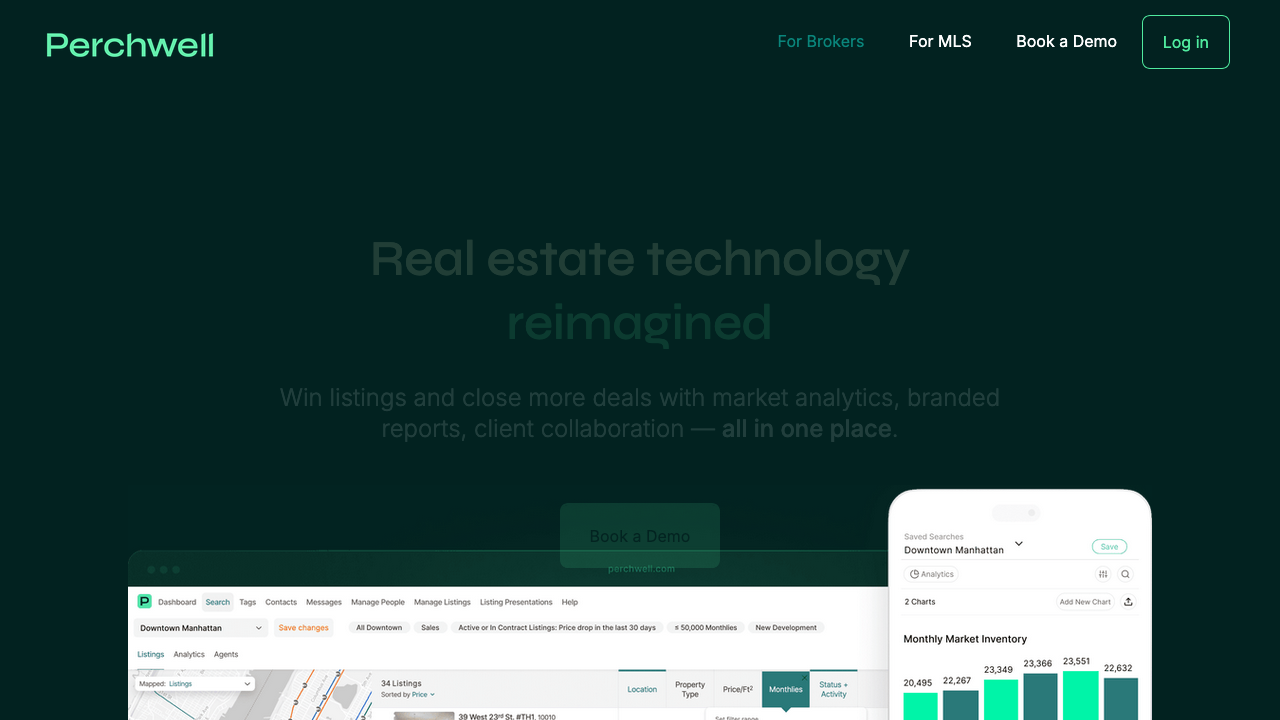 Perchwell
For Brokers
For MLS
Book a Demo
Log in
Real estate technology
reimagined
Win listings and close more deals with market analytics, branded
reports, client collaboration — all in one place.
Book a Demo
perchwell.com
Dashboard Search Tags Contacts Messages Manage People Manage Listings Listing Presentations Help
Downtown Manhattan
Save changes
All Downtown
Sales
Active or In Contract Listings: Price drop in the last 30 days
≤ 50,000 Monthlies
New Development
Listings Analytics Agents
Mapped: Listings
34 Listings
Sorted by Price
Location
Property
Type
Price/Ft²
Monthlies
Status +
Activity
39 West 23rd St. #TH1, 10010
Set filter range
Saved Searches
Downtown Manhattan
Save
Analytics
2 Charts
Add New Chart
Monthly Market Inventory
20,495
22,267
23,349
23,366
23,551
22,632